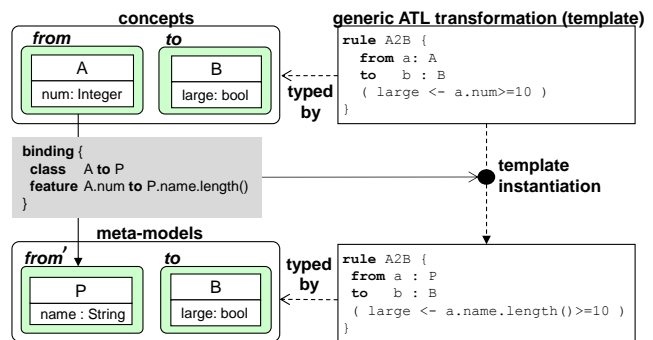 concepts
generic ATL transformation (template)
from
to
A
num: Integer
B
large: bool
typed
by
rule A2B {
from a: A
to b : B
( large <- a.num>=10 )
}
binding {
class A to P
feature A.num to P.name.length()
}
template
instantiation
meta-models
from'
to
P
name : String
B
large: bool
typed
by
rule A2B {
from a : P
to b : B
( large <- a.name.length()>=10 )
}